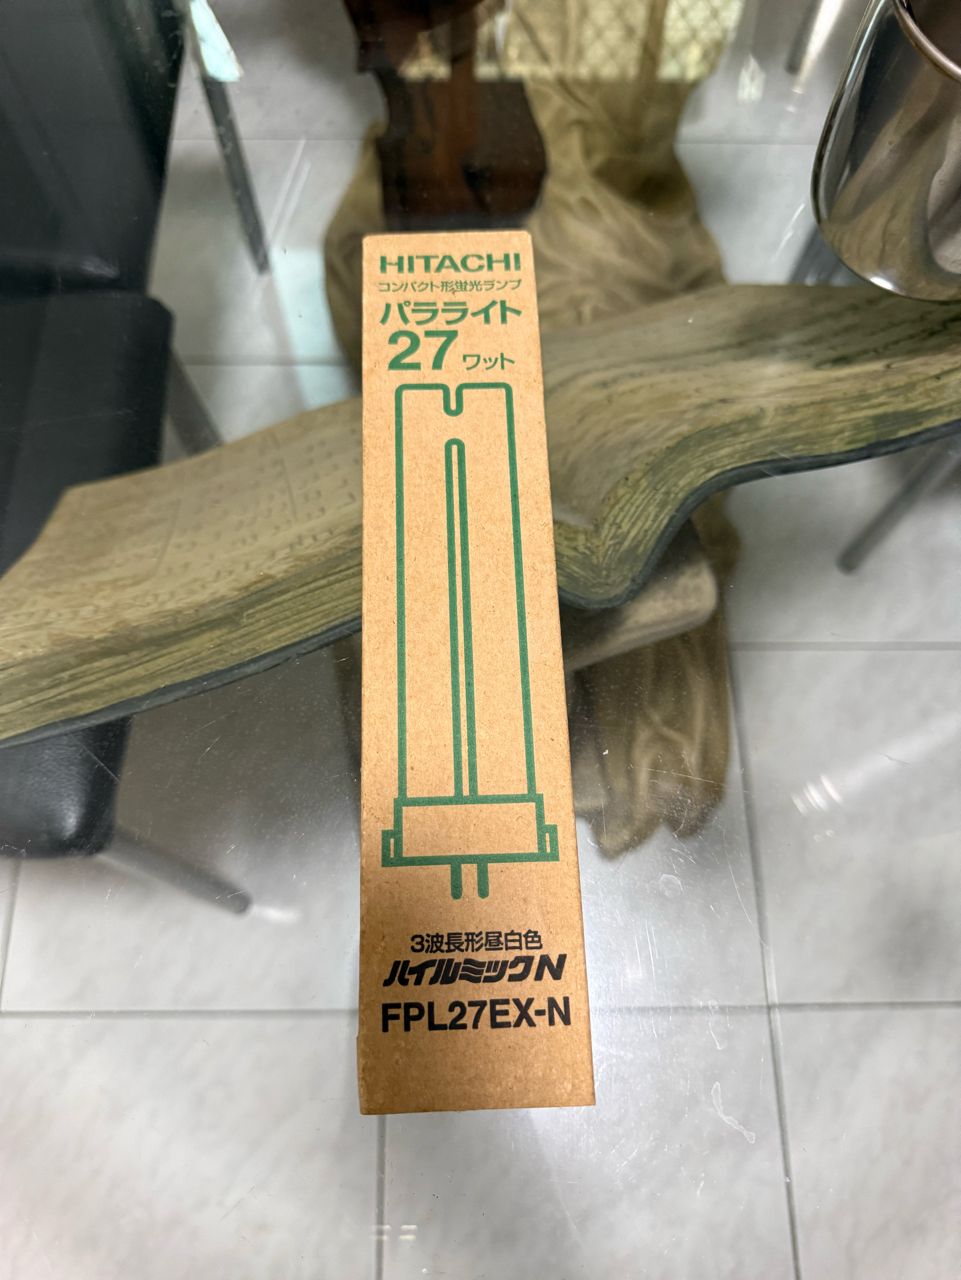 HITACHI
コンパクト形蛍光ランプ
パラライト
27 ワット
3波長形昼白色
ハイルミックN
FPL27EX-N